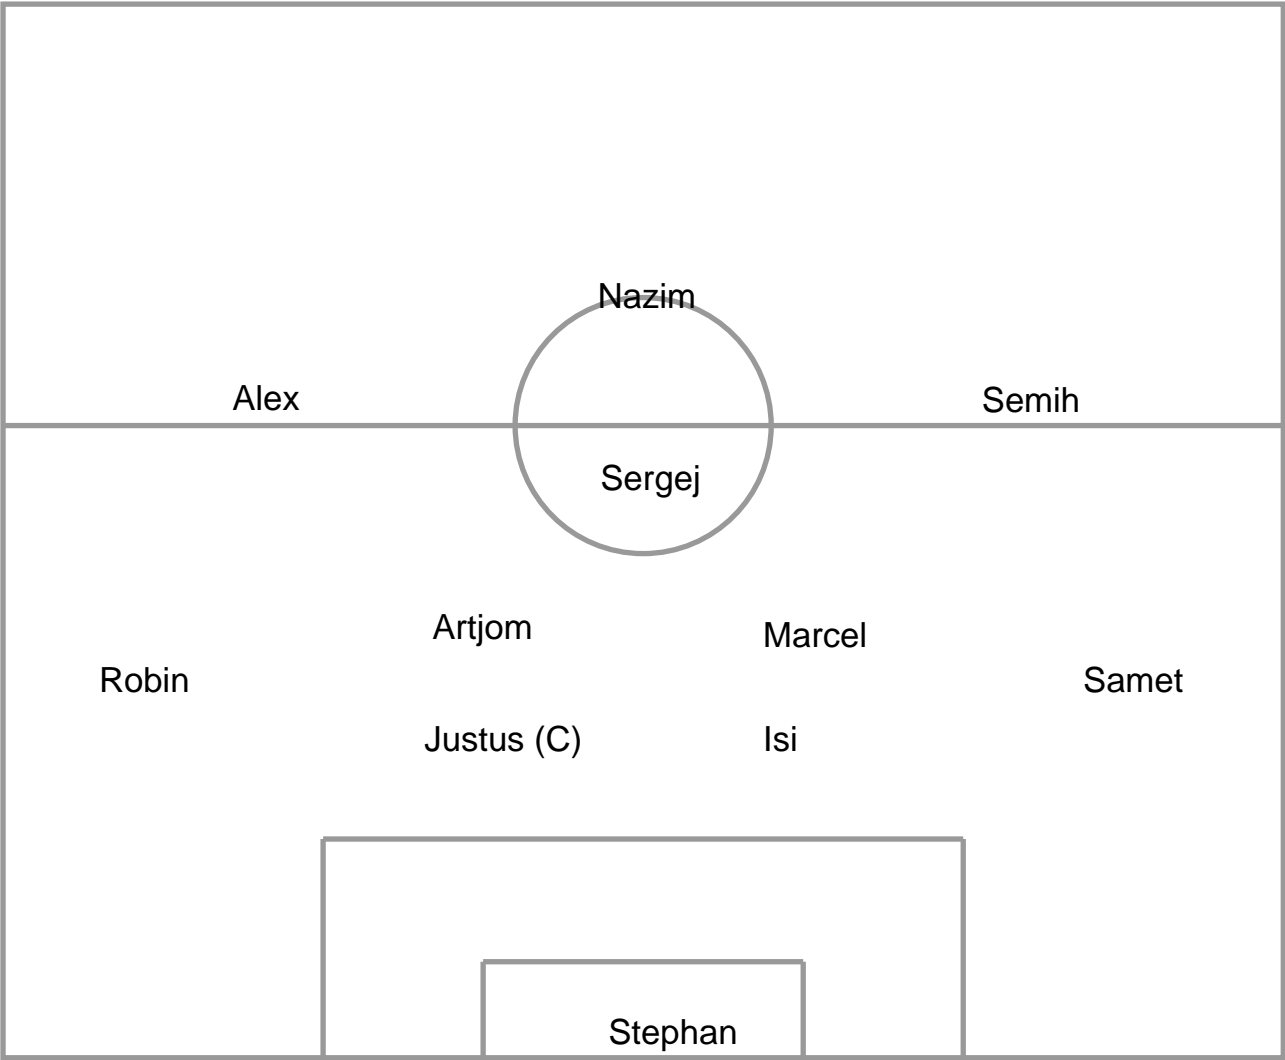 Nazim
Alex
Semih
Sergej
Artjom
Marcel
Robin
Samet
Justus (C)
Isi
Stephan